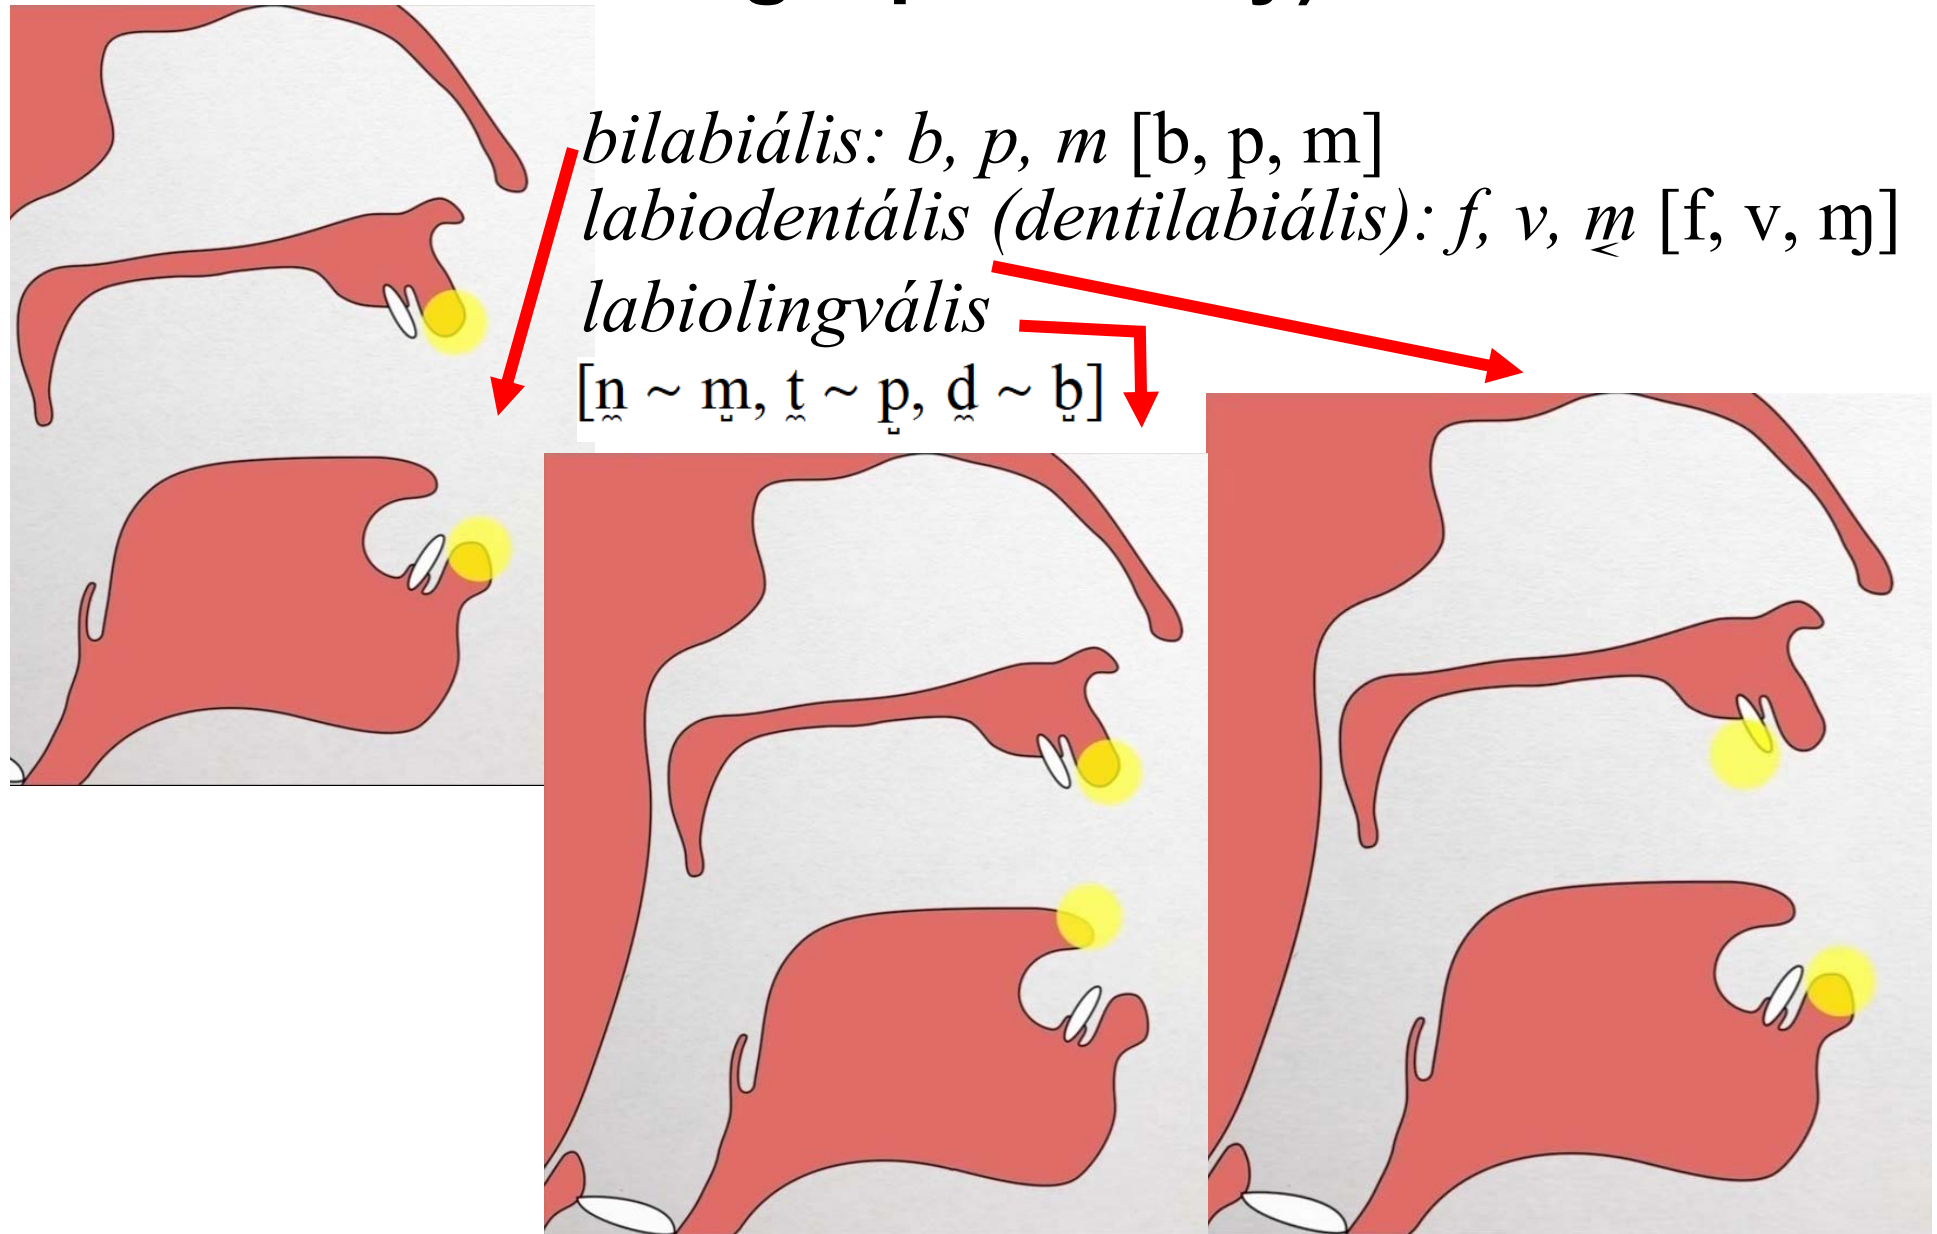 bilabiális: b, p, m [b, p, m]
labiodentális (dentilabiális): f, v, m̨ [f, v, ɱ]
labiolingvális
[n̼ ~ m̺, t̼ ~ p̺, d̼ ~ b̺]